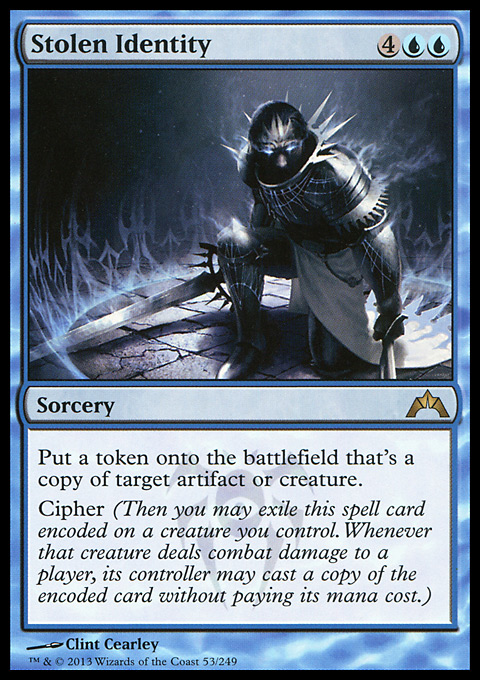 Stolen Identity 4
Sorcery
Put a token onto the battlefield that's a
copy of target artifact or creature.
Cipher (Then you may exile this spell card
encoded on a creature you control. Whenever
that creature deals combat damage to a
player, its controller may cast a copy of the
encoded card without paying its mana cost.)
Clint Cearley
™ & © 2013 Wizards of the Coast 53/249